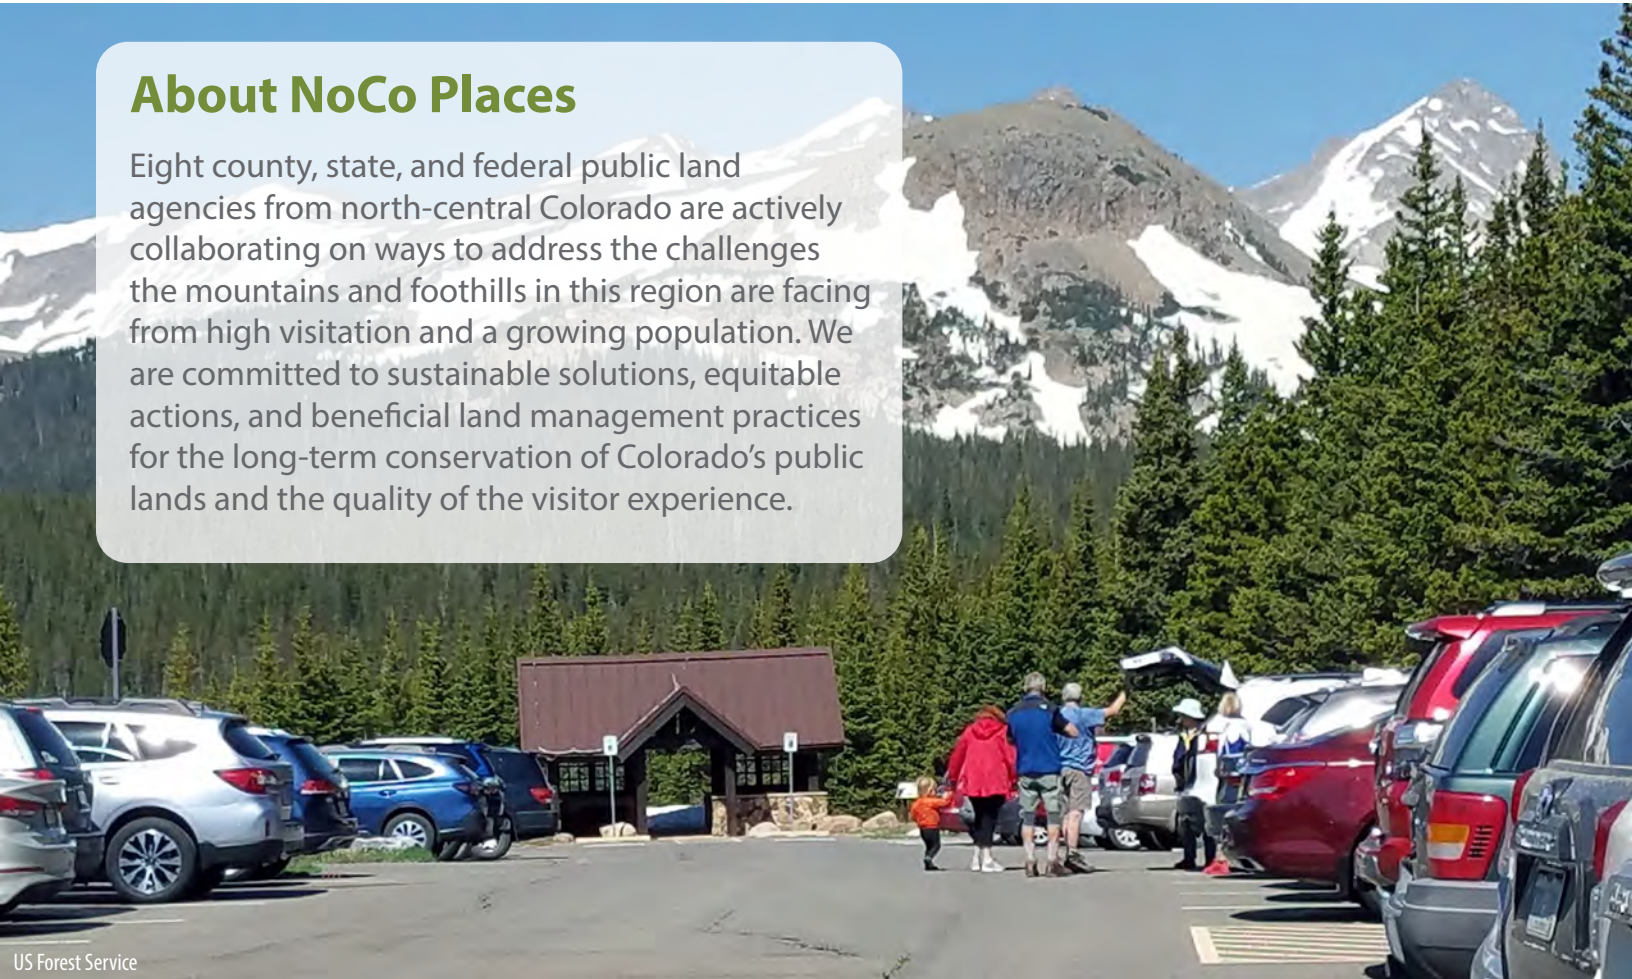 About NoCo Places
Eight county, state, and federal public land
agencies from north-central Colorado are actively
collaborating on ways to address the challenges
the mountains and foothills in this region are facing
from high visitation and a growing population. We
are committed to sustainable solutions, equitable
actions, and beneficial land management practices
for the long-term conservation of Colorado’s public
lands and the quality of the visitor experience.
US Forest Service